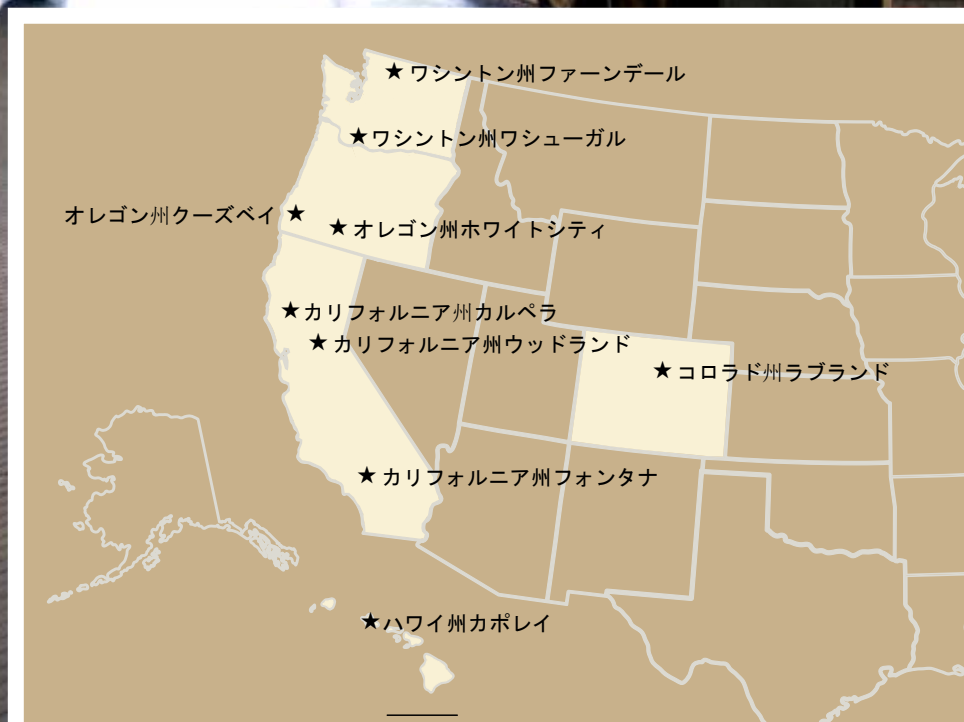 ワシントン州ファーンデール
ワシントン州ワシューガル
オレゴン州クーズベイ
オレゴン州ホワイトシティ
カリフォルニア州カルペラ
カリフォルニア州ウッドランド
コロラド州ラブランド
カリフォルニア州フォンタナ
ハワイ州カポレイ